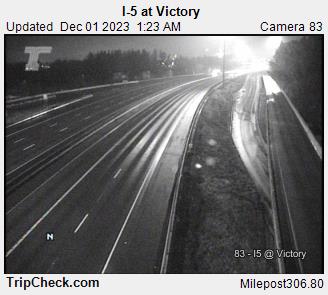 I-5 at Victory
Updated  Dec 01 2023  1:23 AM
Camera 83
N
83 - I5 @ Victory
TripCheck.com
Milepost306.80